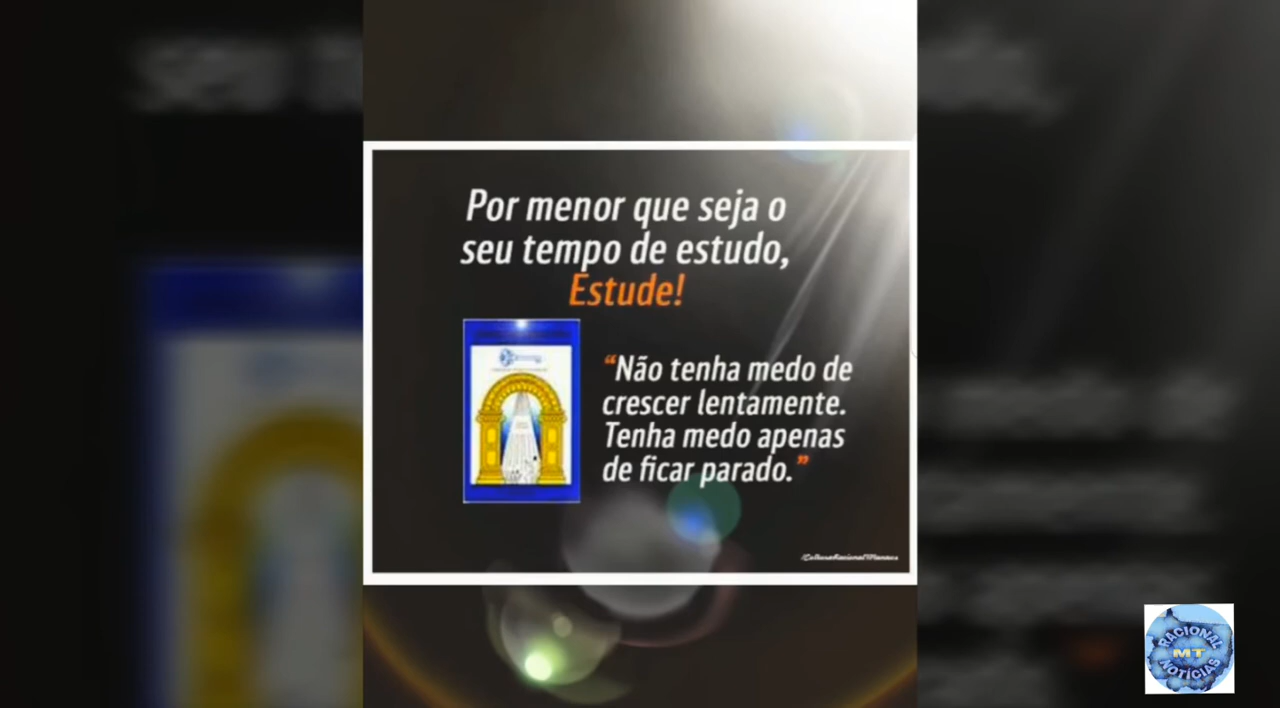 Por menor que seja o
seu tempo de estudo,
Estude!
“Não tenha medo de
crescer lentamente.
Tenha medo apenas
de ficar parado.”
/CulturaRacionalManaus
RACIONAL
MT
NOTÍCIAS